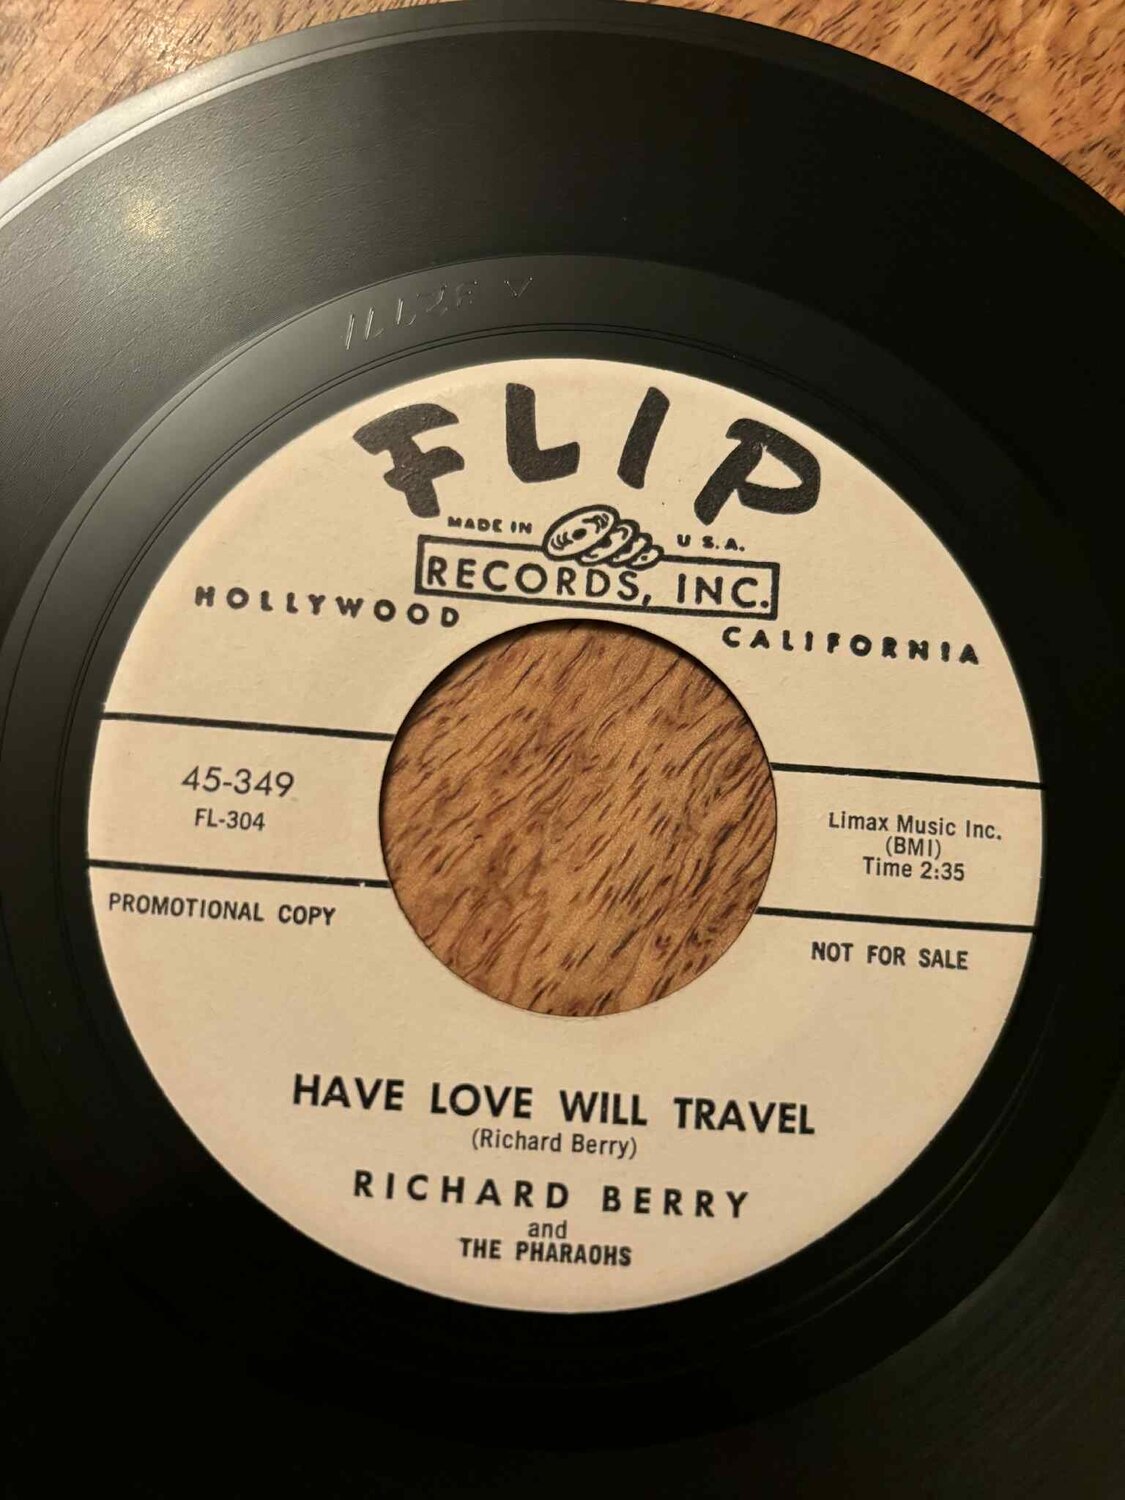 FLIP
MADE IN U.S.A.
RECORDS, INC.
HOLLYWOOD CALIFORNIA
45-349
FL-304
Limax Music Inc.
(BMI)
Time 2:35
PROMOTIONAL COPY
NOT FOR SALE
HAVE LOVE WILL TRAVEL
(Richard Berry)
RICHARD BERRY
and
THE PHARAOHS